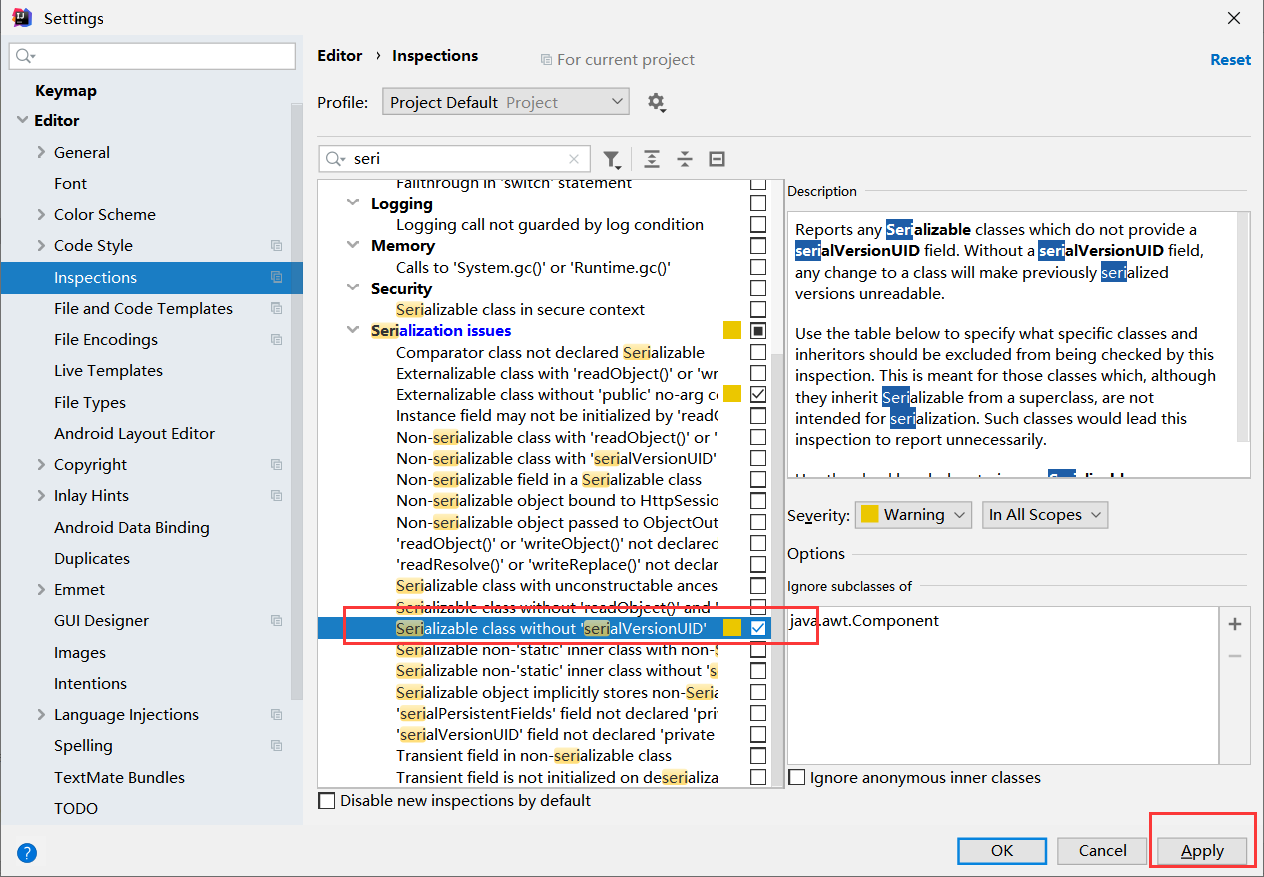 Settings
Keymap
Editor
General
Font
Color Scheme
Code Style
Inspections
File and Code Templates
File Encodings
Live Templates
File Types
Android Layout Editor
Copyright
Inlay Hints
Android Data Binding
Duplicates
Emmet
GUI Designer
Images
Intentions
Language Injections
Spelling
TextMate Bundles
TODO
?
Editor › Inspections
For current project
Reset
Profile:
Project Default Project
seri
Fallthrough in 'switch' statement
Logging
Logging call not guarded by log condition
Memory
Calls to 'System.gc()' or 'Runtime.gc()'
Security
Serializable class in secure context
Serialization issues
Comparator class not declared Serializable
Externalizable class with 'readObject()' or 'wr
Externalizable class without 'public' no-arg c
Instance field may not be initialized by 'readO
Non-serializable class with 'readObject()' or '
Non-serializable class with 'serialVersionUID'
Non-serializable field in a Serializable class
Non-serializable object bound to HttpSessio
Non-serializable object passed to ObjectOut
'readObject()' or 'writeObject()' not declared
'readResolve()' or 'writeReplace()' not declar
Serializable class with unconstructable ances
Serializable class without 'readObject()' and '
Serializable class without 'serialVersionUID'
Serializable non-'static' inner class with non-S
Serializable non-'static' inner class without 's
Serializable object implicitly stores non-Seria
'serialPersistentFields' field not declared 'priv
'serialVersionUID' field not declared 'private
Transient field in non-serializable class
Transient field is not initialized on deserializa
Disable new inspections by default
Description
Reports any Serializable classes which do not provide a
serialVersionUID field. Without a serialVersionUID field,
any change to a class will make previously serialized
versions unreadable.
Use the table below to specify what specific classes and
inheritors should be excluded from being checked by this
inspection. This is meant for those classes which, although
they inherit Serializable from a superclass, are not
intended for serialization. Such classes would lead this
inspection to report unnecessarily.
Severity:
Warning
In All Scopes
Options
Ignore subclasses of
java.awt.Component
Ignore anonymous inner classes
OK
Cancel
Apply